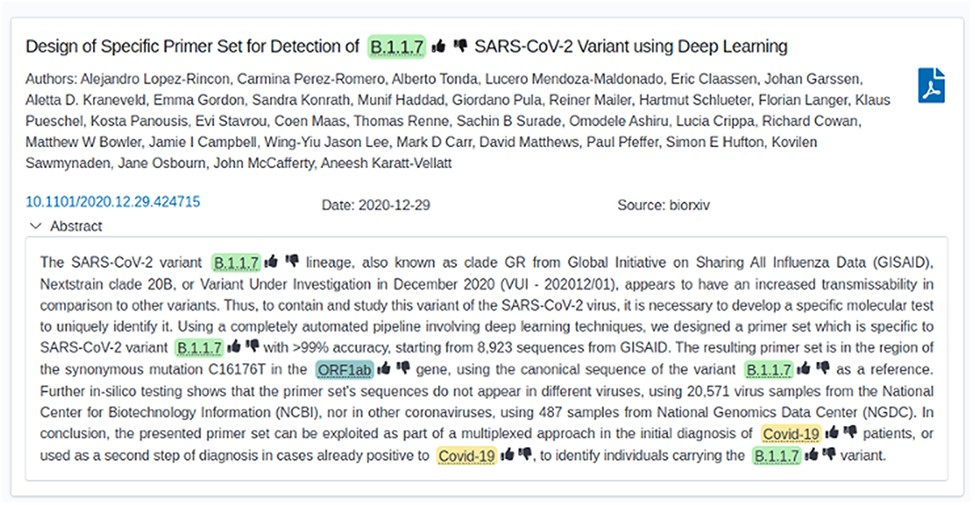 Design of Specific Primer Set for Detection of B.1.1.7 SARS-CoV-2 Variant using Deep Learning
Authors: Alejandro Lopez-Rincon, Carmina Perez-Romero, Alberto Tonda, Lucero Mendoza-Maldonado, Eric Claassen, Johan Garssen,
Aletta D. Kraneveld, Emma Gordon, Sandra Konrath, Munif Haddad, Giordano Pula, Reiner Mailer, Hartmut Schlueter, Florian Langer, Klaus
Pueschel, Kosta Panousis, Evi Stavrou, Coen Maas, Thomas Renne, Sachin B Surade, Omodele Ashiru, Lucia Crippa, Richard Cowan,
Matthew W Bowler, Jamie I Campbell, Wing-Yiu Jason Lee, Mark D Carr, David Matthews, Paul Pfeffer, Simon E Hufton, Kovilen
Sawmynaden, Jane Osbourn, John McCafferty, Aneesh Karatt-Vellatt
10.1101/2020.12.29.424715 Date: 2020-12-29 Source: biorxiv
Abstract
The SARS-CoV-2 variant B.1.1.7 lineage, also known as clade GR from Global Initiative on Sharing All Influenza Data (GISAID),
Nextstrain clade 20B, or Variant Under Investigation in December 2020 (VUI - 202012/01), appears to have an increased transmissability in
comparison to other variants. Thus, to contain and study this variant of the SARS-CoV-2 virus, it is necessary to develop a specific molecular test
to uniquely identify it. Using a completely automated pipeline involving deep learning techniques, we designed a primer set which is specific to
SARS-CoV-2 variant B.1.1.7 with >99% accuracy, starting from 8,923 sequences from GISAID. The resulting primer set is in the region of
the synonymous mutation C16176T in the ORF1ab gene, using the canonical sequence of the variant B.1.1.7 as a reference.
Further in-silico testing shows that the primer set's sequences do not appear in different viruses, using 20,571 virus samples from the National
Center for Biotechnology Information (NCBI), nor in other coronaviruses, using 487 samples from National Genomics Data Center (NGDC). In
conclusion, the presented primer set can be exploited as part of a multiplexed approach in the initial diagnosis of Covid-19 patients, or
used as a second step of diagnosis in cases already positive to Covid-19 , to identify individuals carrying the B.1.1.7 variant.